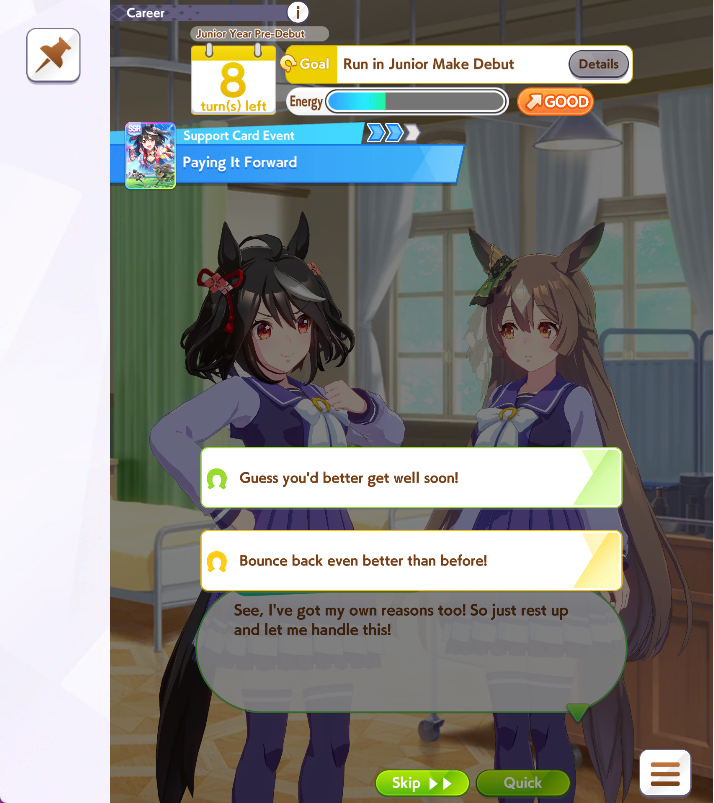 Career
i
Junior Year Pre-Debut
8
turn(s) left
Goal
Run in Junior Make Debut
Details
Energy
GOOD
SSR
Support Card Event
Paying It Forward
Guess you'd better get well soon!
Bounce back even better than before!
See, I've got my own reasons too! So just rest up
and let me handle this!
Skip
Quick